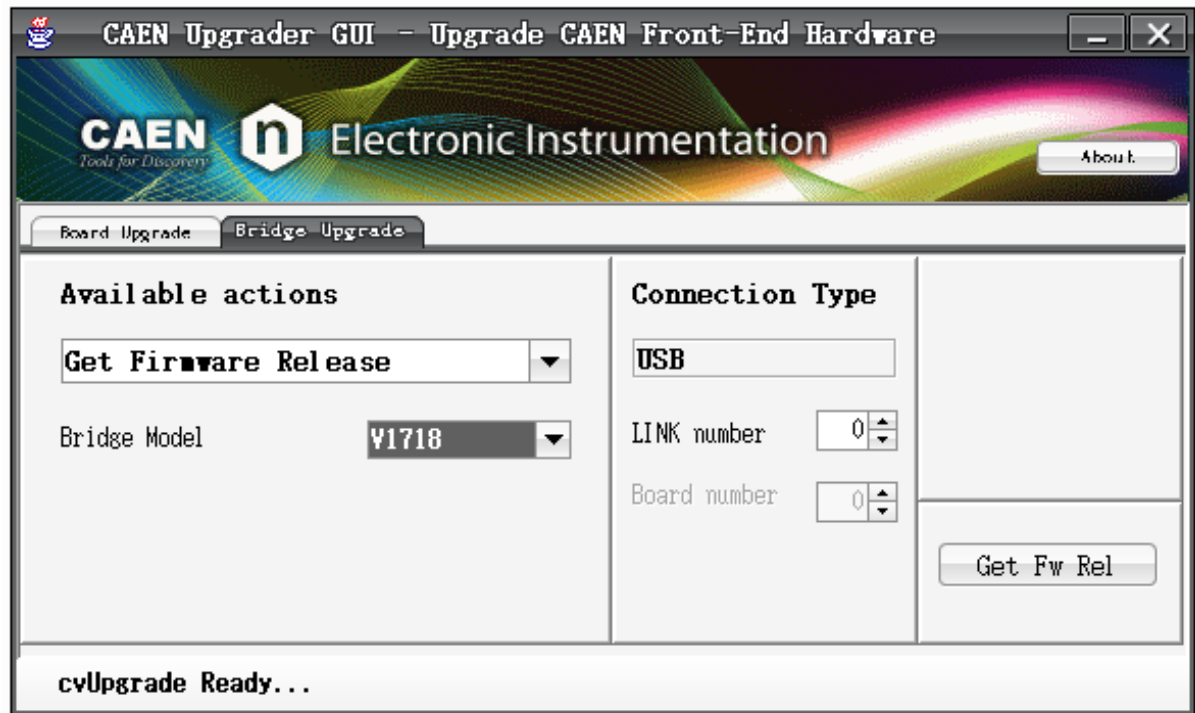 CAEN Upgrader GUI - Upgrade CAEN Front-End Hardware
CAEN n Electronic Instrumentation
Tools for Discovery
About
Board Upgrade Bridge Upgrade
Available actions
Get Firmware Release
Bridge Model V1718
Connection Type
USB
LINK number 0
Board number 0
Get Fw Rel
cvUpgrade Ready...